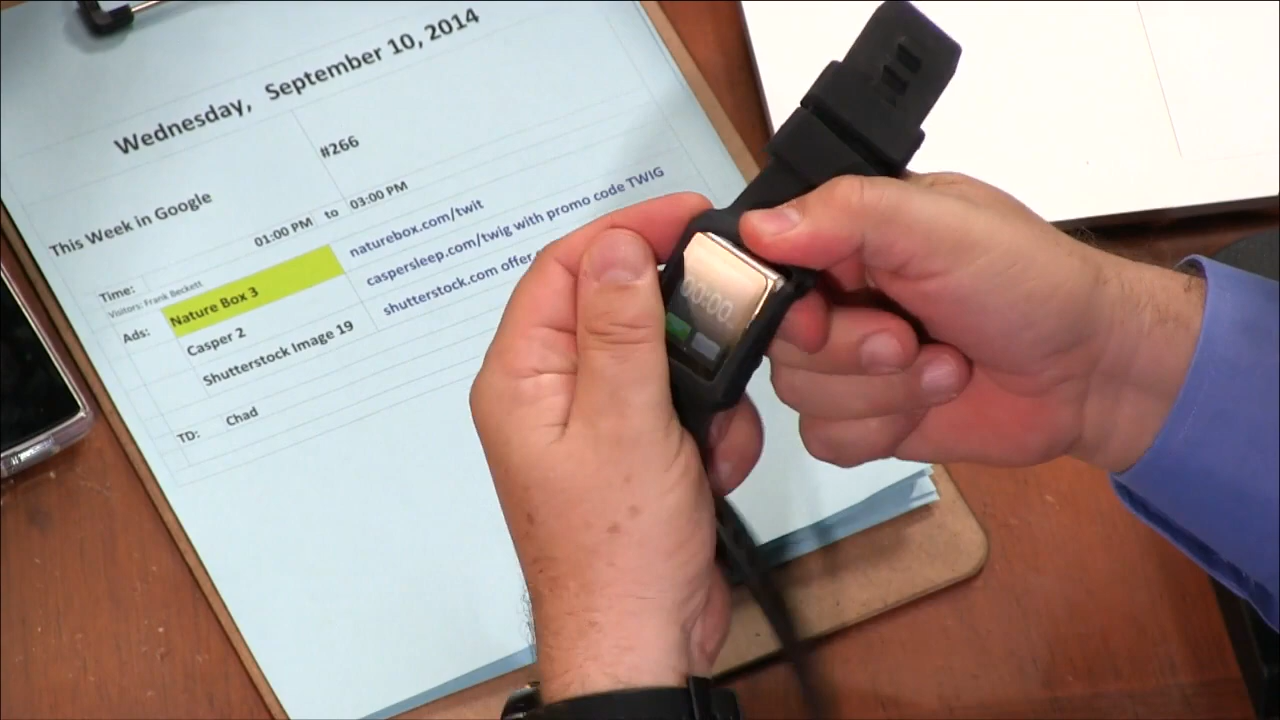 Wednesday, September 10, 2014
This Week in Google #266
Time: 01:00 PM to 03:00 PM
Visitors: Frank Beckett
Ads: Nature Box 3 naturebox.com/twit
Casper 2 caspersleep.com/twig with promo code TWIG
Shutterstock Image 19 shutterstock.com offer
TD: Chad
00:00